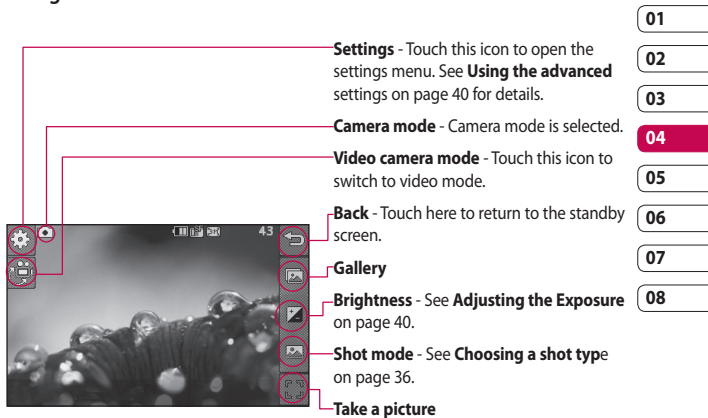 Settings - Touch this icon to open the
settings menu. See Using the advanced
settings on page 40 for details.
Camera mode - Camera mode is selected.
Video camera mode - Touch this icon to
switch to video mode.
Back - Touch here to return to the standby
screen.
Gallery
Brightness - See Adjusting the Exposure
on page 40.
Shot mode - See Choosing a shot type
on page 36.
Take a picture
43
01
02
03
04
05
06
07
08